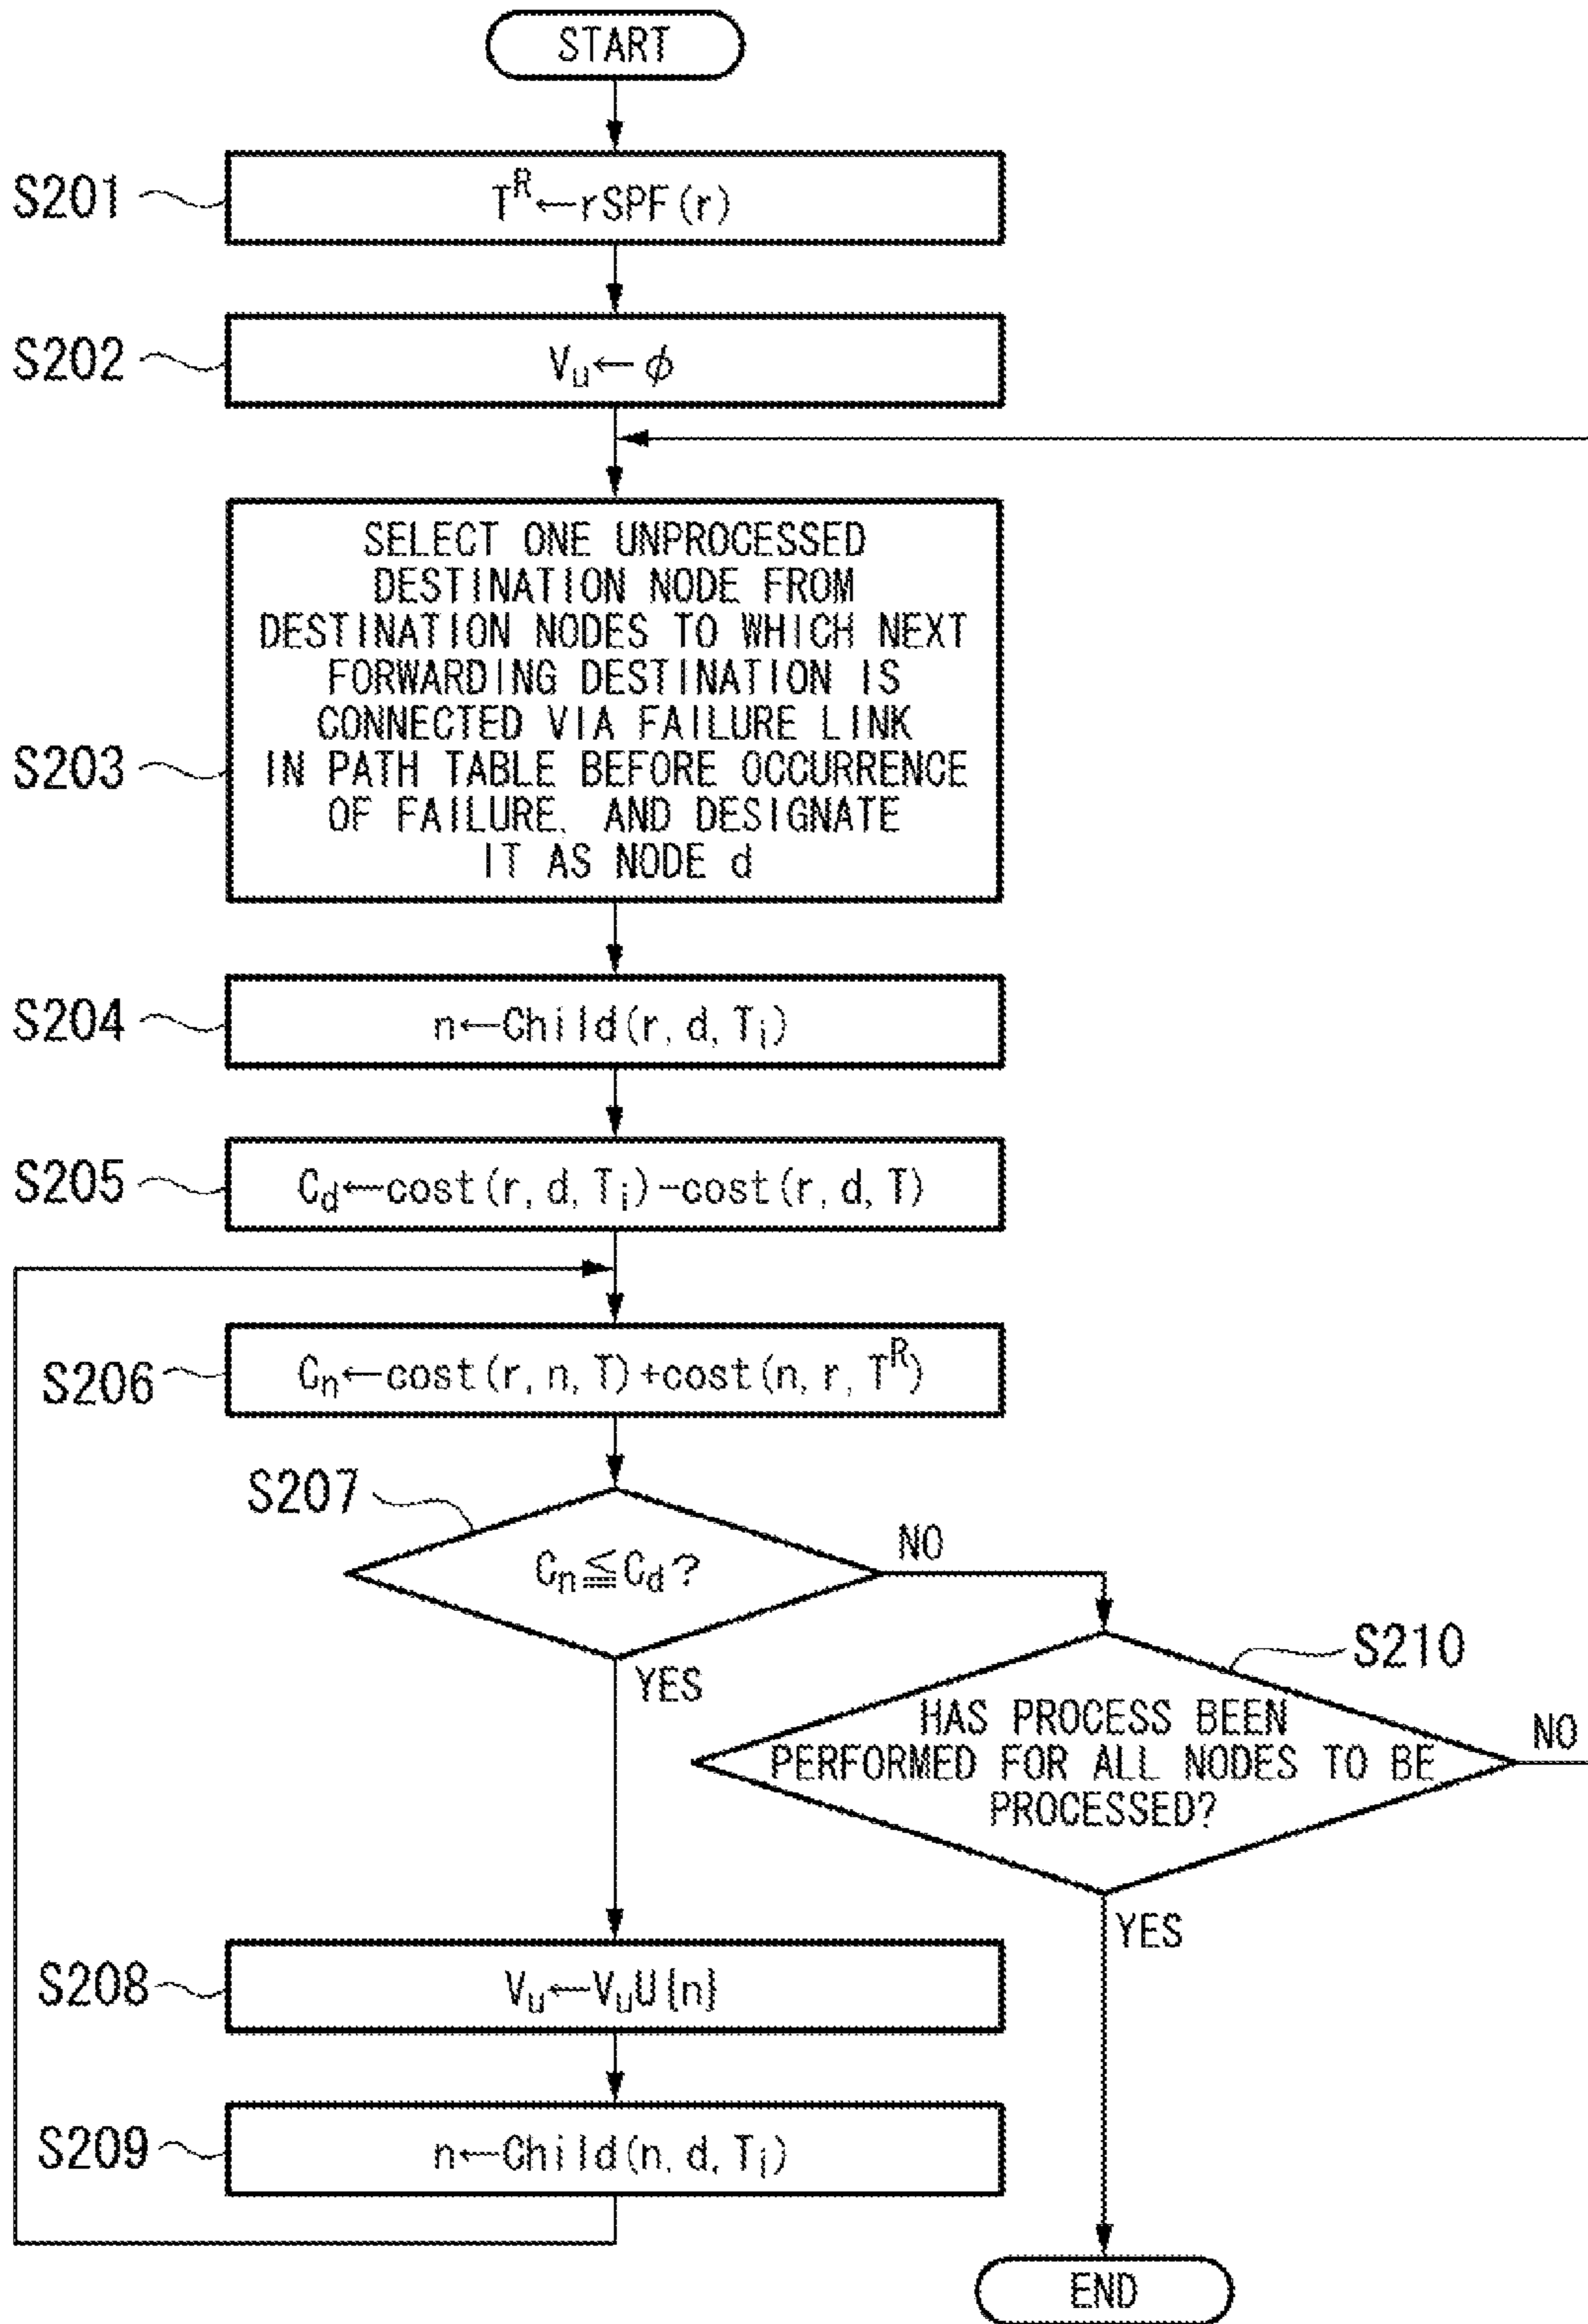 START
S201
T^R←rSPF(r)
S202
V_u←φ
S203
SELECT ONE UNPROCESSED
DESTINATION NODE FROM
DESTINATION NODES TO WHICH NEXT
FORWARDING DESTINATION IS
CONNECTED VIA FAILURE LINK
IN PATH TABLE BEFORE OCCURRENCE
OF FAILURE, AND DESIGNATE
IT AS NODE d
S204
n←Child(r, d, T_i)
S205
C_d←cost(r, d, T_i)-cost(r, d, T)
S206
C_n←cost(r, n, T)+cost(n, r, T^R)
S207
C_n≦C_d?
NO
YES
S210
HAS PROCESS BEEN
PERFORMED FOR ALL NODES TO BE
PROCESSED?
NO
YES
S208
V_u←V_uU{n}
S209
n←Child(n, d, T_i)
END